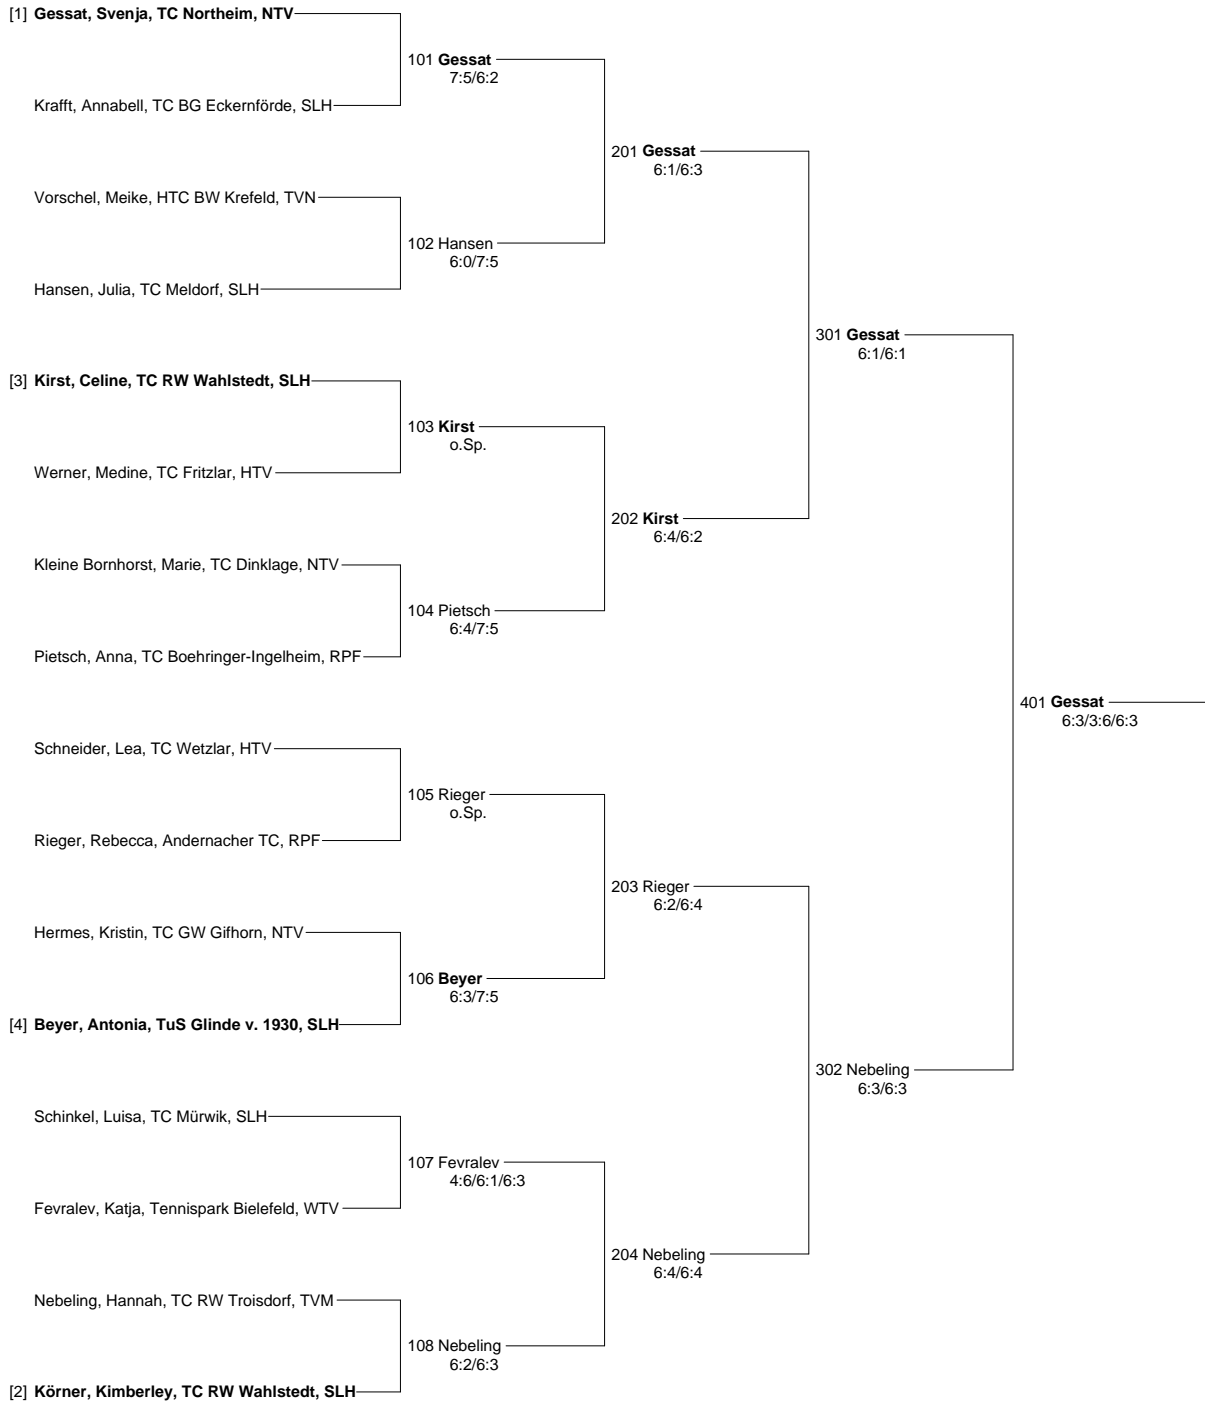 [1] Gessat, Svenja, TC Northeim, NTV
101 Gessat
7:5/6:2
Krafft, Annabell, TC BG Eckernförde, SLH
201 Gessat
6:1/6:3
Vorschel, Meike, HTC BW Krefeld, TVN
102 Hansen
6:0/7:5
Hansen, Julia, TC Meldorf, SLH
301 Gessat
6:1/6:1
[3] Kirst, Celine, TC RW Wahlstedt, SLH
103 Kirst
o.Sp.
Werner, Medine, TC Fritzlar, HTV
202 Kirst
6:4/6:2
Kleine Bornhorst, Marie, TC Dinklage, NTV
104 Pietsch
6:4/7:5
Pietsch, Anna, TC Boehringer-Ingelheim, RPF
401 Gessat
6:3/3:6/6:3
Schneider, Lea, TC Wetzlar, HTV
105 Rieger
o.Sp.
Rieger, Rebecca, Andernacher TC, RPF
203 Rieger
6:2/6:4
Hermes, Kristin, TC GW Gifhorn, NTV
106 Beyer
6:3/7:5
[4] Beyer, Antonia, TuS Glinde v. 1930, SLH
302 Nebeling
6:3/6:3
Schinkel, Luisa, TC Mürwik, SLH
107 Fevralev
4:6/6:1/6:3
Fevralev, Katja, Tennispark Bielefeld, WTV
204 Nebeling
6:4/6:4
Nebeling, Hannah, TC RW Troisdorf, TVM
108 Nebeling
6:2/6:3
[2] Körner, Kimberley, TC RW Wahlstedt, SLH